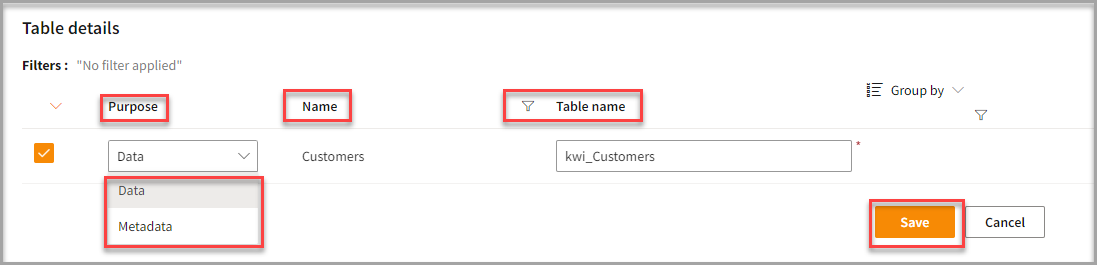 Table details
Filters : "No filter applied"
Group by
Purpose Name Table name
Data Customers kwi_Customers *
Data
Metadata
Save Cancel